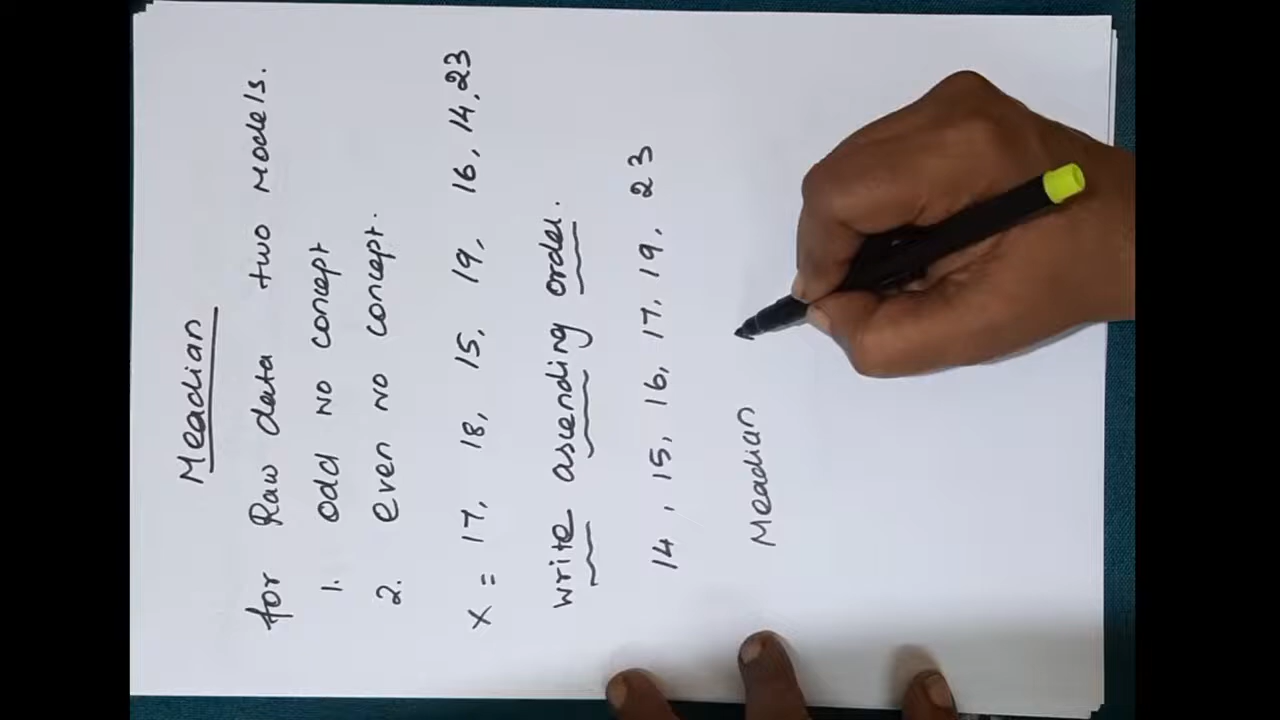 Meadian
for Raw data two Models.
1. odd NO concept
2. even NO concept.
X = 17, 18, 15, 19, 16, 14, 23
write ascending order.
14, 15, 16, 17, 19, 23
Meadian